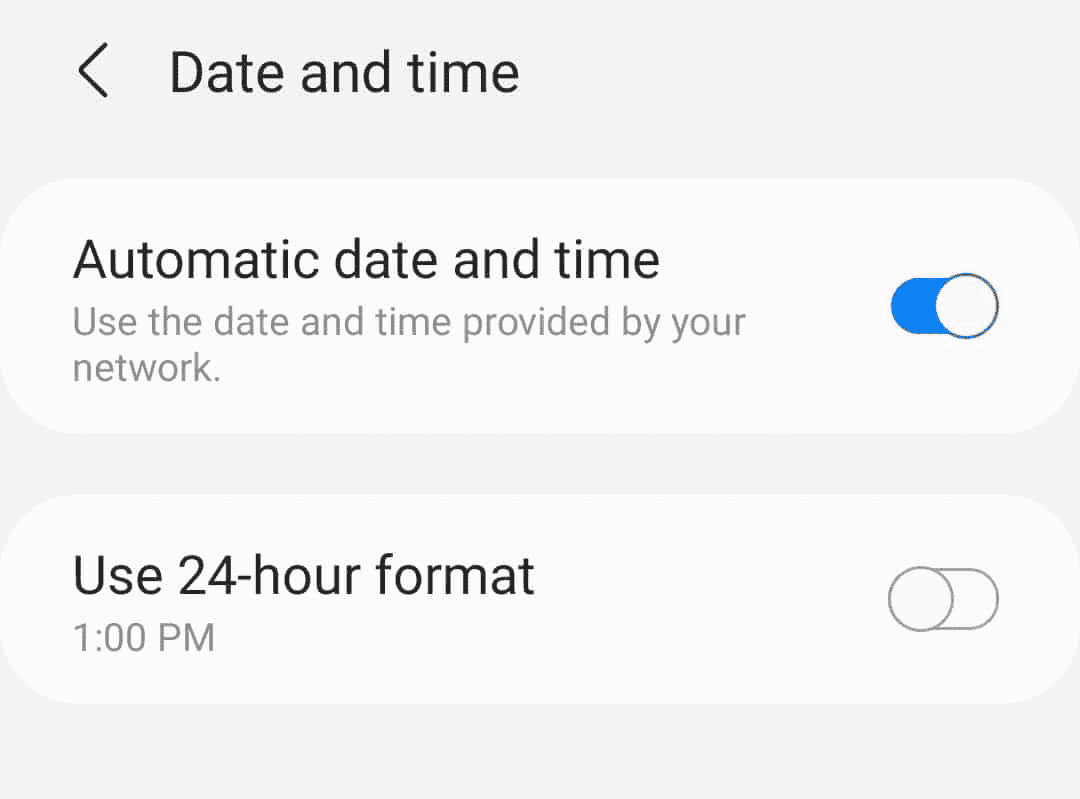 Date and time
Automatic date and time
Use the date and time provided by your
network.
Use 24-hour format
1:00 PM